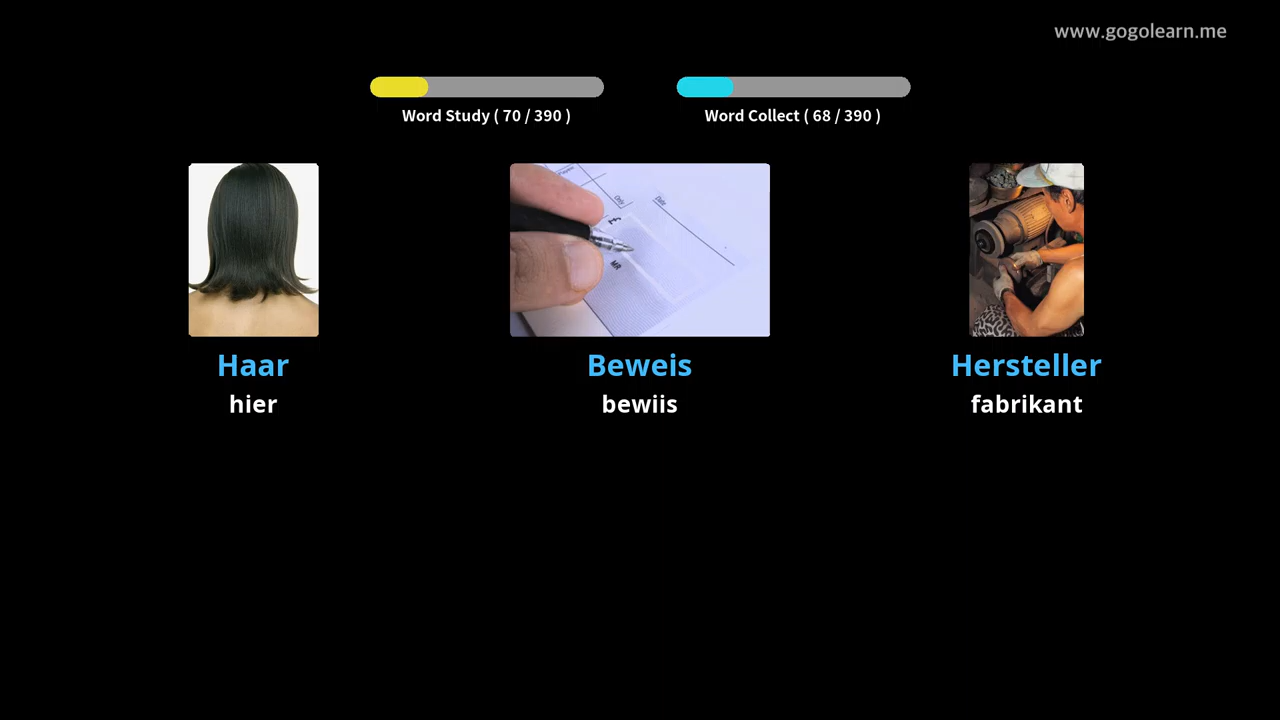 www.gogolearn.me
Word Study ( 70 / 390 )
Word Collect ( 68 / 390 )
Haar
hier
Beweis
bewiis
Hersteller
fabrikant